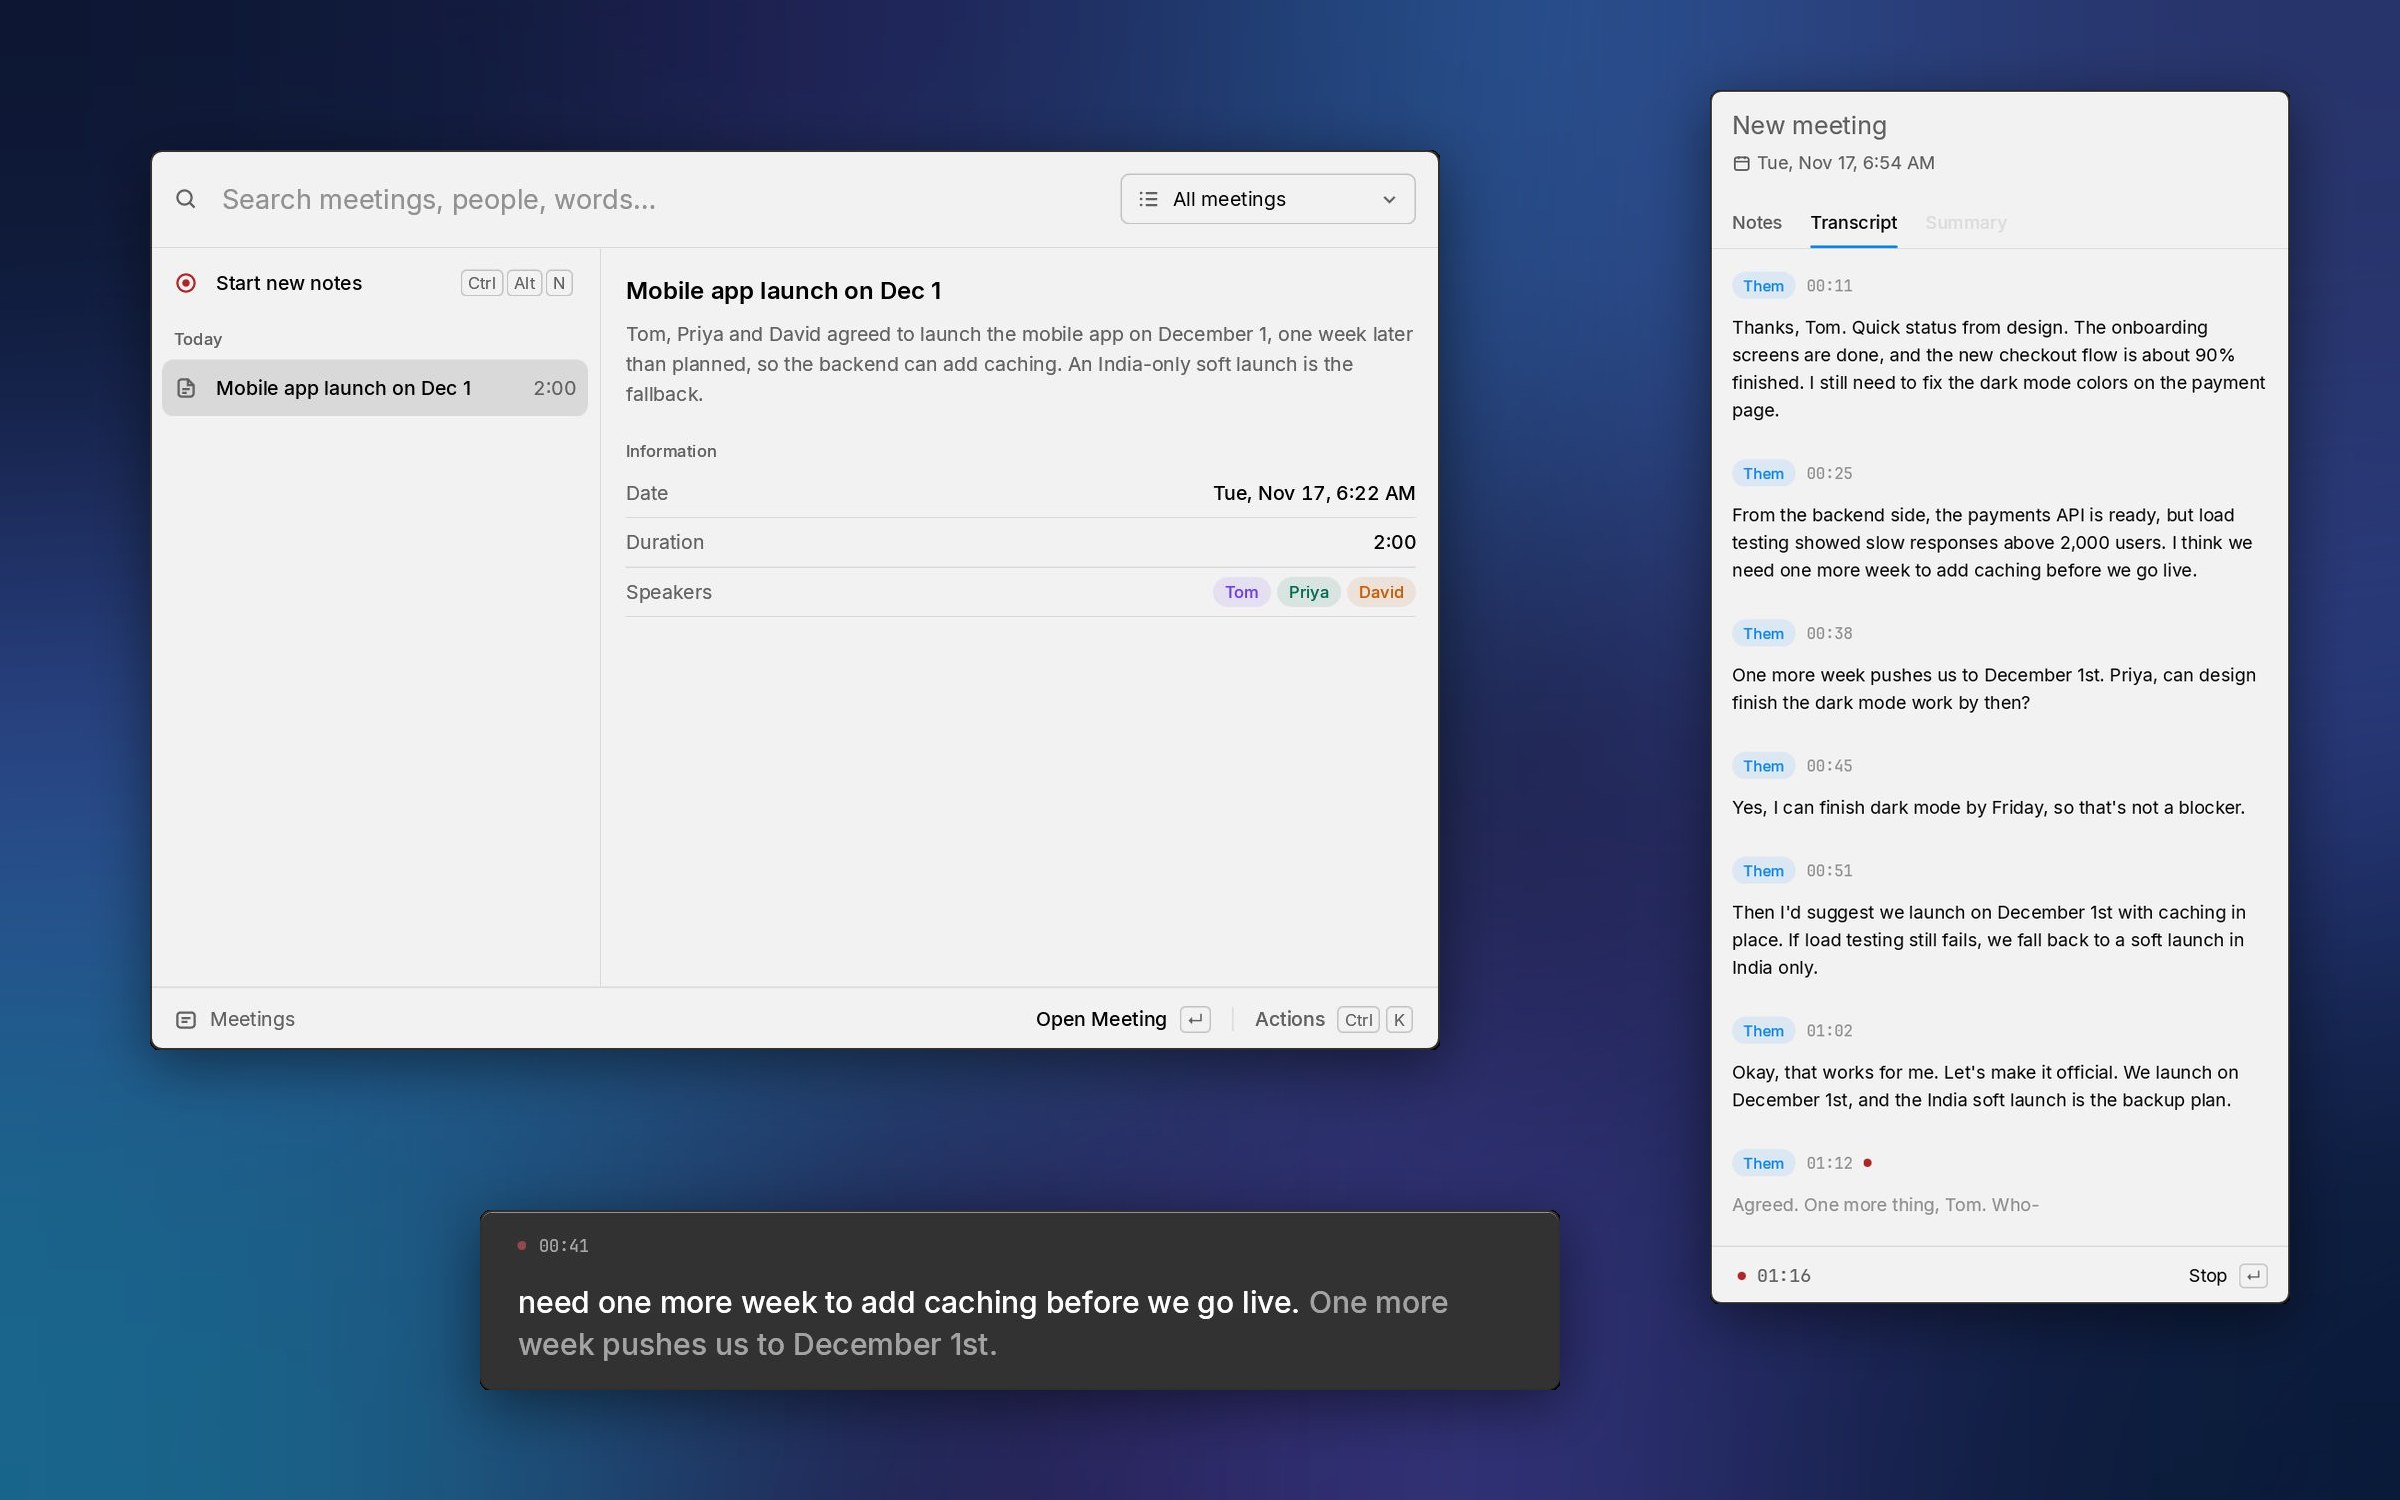 Search meetings, people, words...
All meetings
Start new notes
Ctrl Alt N
Today
Mobile app launch on Dec 1 2:00
Mobile app launch on Dec 1
Tom, Priya and David agreed to launch the mobile app on December 1, one week later
than planned, so the backend can add caching. An India-only soft launch is the
fallback.
Information
Date Tue, Nov 17, 6:22 AM
Duration 2:00
Speakers Tom Priya David
Meetings
Open Meeting
Actions Ctrl K
00:41
need one more week to add caching before we go live. One more
week pushes us to December 1st.
New meeting
Tue, Nov 17, 6:54 AM
Notes Transcript Summary
Them 00:11
Thanks, Tom. Quick status from design. The onboarding
screens are done, and the new checkout flow is about 90%
finished. I still need to fix the dark mode colors on the payment
page.
Them 00:25
From the backend side, the payments API is ready, but load
testing showed slow responses above 2,000 users. I think we
need one more week to add caching before we go live.
Them 00:38
One more week pushes us to December 1st. Priya, can design
finish the dark mode work by then?
Them 00:45
Yes, I can finish dark mode by Friday, so that's not a blocker.
Them 00:51
Then I'd suggest we launch on December 1st with caching in
place. If load testing still fails, we fall back to a soft launch in
India only.
Them 01:02
Okay, that works for me. Let's make it official. We launch on
December 1st, and the India soft launch is the backup plan.
Them 01:12
Agreed. One more thing, Tom. Who-
01:16
Stop